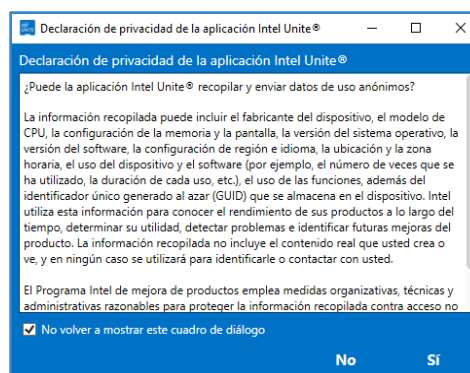 Declaración de privacidad de la aplicación Intel Unite®
Declaración de privacidad de la aplicación Intel Unite®
¿Puede la aplicación Intel Unite® recopilar y enviar datos de uso anónimos?
La información recopilada puede incluir el fabricante del dispositivo, el modelo de
CPU, la configuración de la memoria y la pantalla, la versión del sistema operativo, la
versión del software, la configuración de región e idioma, la ubicación y la zona
horaria, el uso del dispositivo y el software (por ejemplo, el número de veces que se
ha utilizado, la duración de cada uso, etc.), el uso de las funciones, además del
identificador único generado al azar (GUID) que se almacena en el dispositivo. Intel
utiliza esta información para conocer el rendimiento de sus productos a lo largo del
tiempo, determinar su utilidad, detectar problemas e identificar futuras mejoras del
producto. La información recopilada no incluye el contenido real que usted crea o
ve, y en ningún caso se utilizará para identificarle o contactar con usted.
El Programa Intel de mejora de productos emplea medidas organizativas, técnicas y
administrativas razonables para proteger la información recopilada contra acceso no
No volver a mostrar este cuadro de diálogo
No Sí